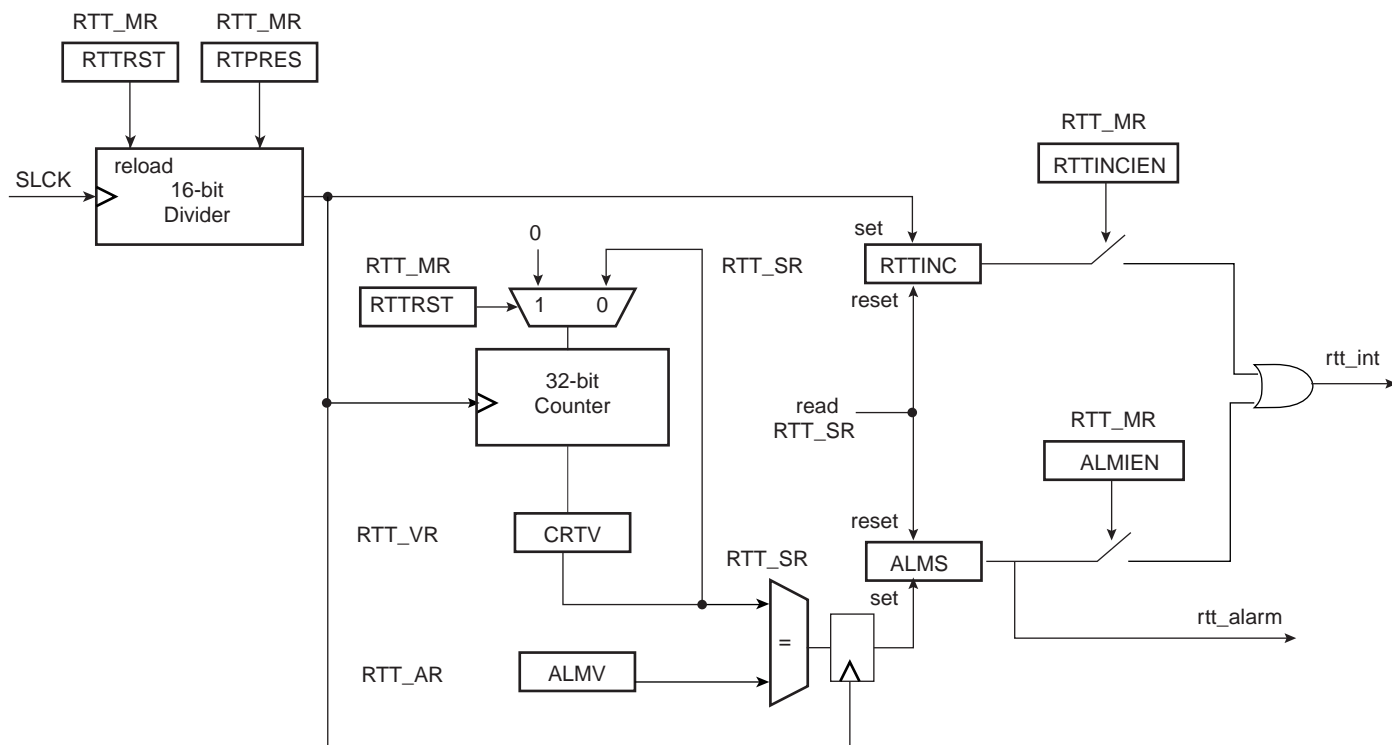 RTT_MR
RTTRST
RTT_MR
RTPRES
SLCK
reload
16-bit
Divider
RTT_MR
RTTINCIEN
0
set
RTT_MR
RTTRST
1 0
RTT_SR
RTTINC
reset
32-bit
Counter
read
RTT_SR
rtt_int
RTT_MR
ALMIEN
RTT_VR
CRTV
reset
RTT_SR
ALMS
set
rtt_alarm
=
RTT_AR
ALMV